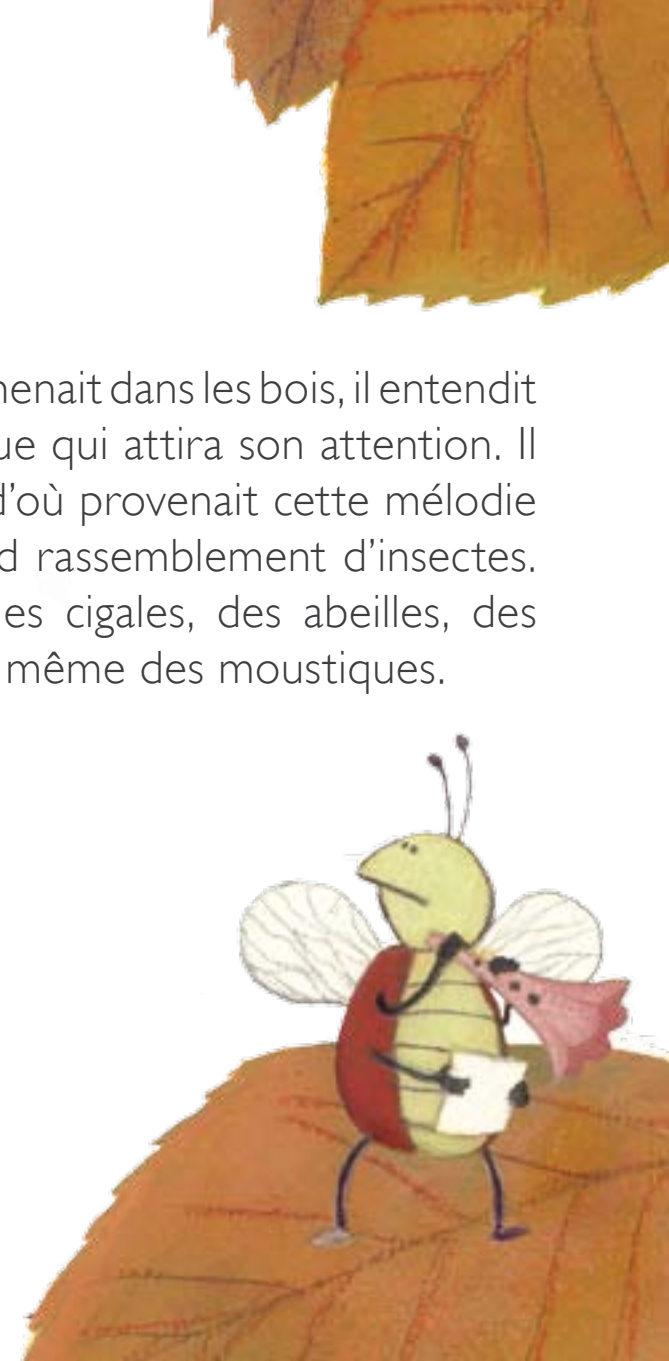 menait dans les bois, il entendit
ue qui attira son attention. Il
d'où provenait cette mélodie
d rassemblement d'insectes.
es cigales, des abeilles, des
même des moustiques.